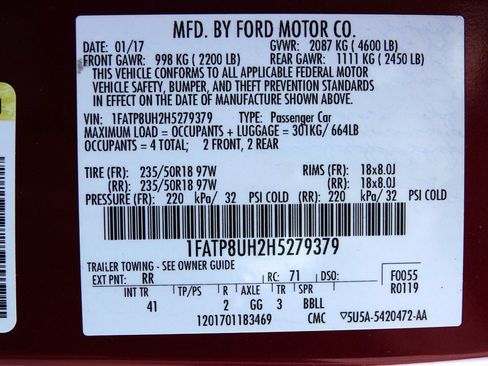 MFD. BY FORD MOTOR CO.
DATE: 01/17 GVWR: 2087 KG (4600 LB)
FRONT GAWR: 998 KG (2200 LB) REAR GAWR: 1111 KG (2450 LB)
THIS VEHICLE CONFORMS TO ALL APPLICABLE FEDERAL MOTOR
VEHICLE SAFETY, BUMPER, AND THEFT PREVENTION STANDARDS
IN EFFECT ON THE DATE OF MANUFACTURE SHOWN ABOVE.
VIN: 1FATP8UH2H5279379 TYPE: Passenger Car
MAXIMUM LOAD = OCCUPANTS + LUGGAGE = 301KG/ 664LB
OCCUPANTS = 4 TOTAL; 2 FRONT, 2 REAR
TIRE (FR): 235/50R18 97W RIMS (FR): 18x8.0J
(RR): 235/50R18 97W (RR): 18x8.0J
PRESSURE (FR): 220 kPa/ 32 PSI COLD (RR): 220 kPa/ 32 PSI COLD
1FATP8UH2H5279379
TRAILER TOWING - SEE OWNER GUIDE
EXT PNT: RR RC: 71 DSO: F0055
R0119
INT TR TP/PS R AXLE TR SPR
41 2 GG 3 BBLL
1201701183469 CMC ▽5U5A-5420472-AA